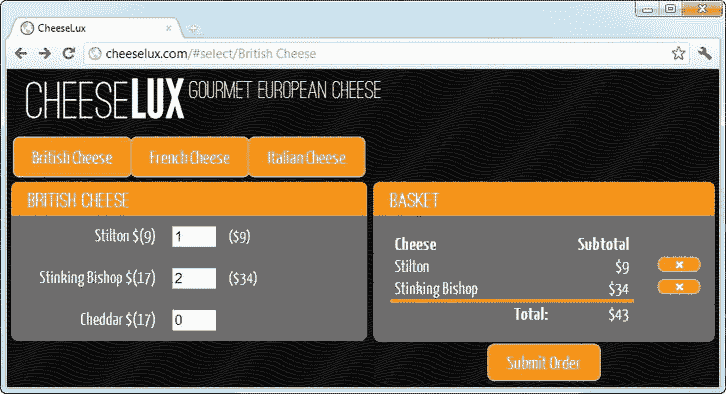 CheeseLux
cheeselux.com/#select/British Cheese
CHEESELUX GOURMET EUROPEAN CHEESE
British Cheese French Cheese Italian Cheese
BRITISH CHEESE
Stilton $(9) 1 ($9)
Stinking Bishop $(17) 2 ($34)
Cheddar $(17) 0
BASKET
Cheese Subtotal
Stilton $9
Stinking Bishop $34
Total: $43
Submit Order